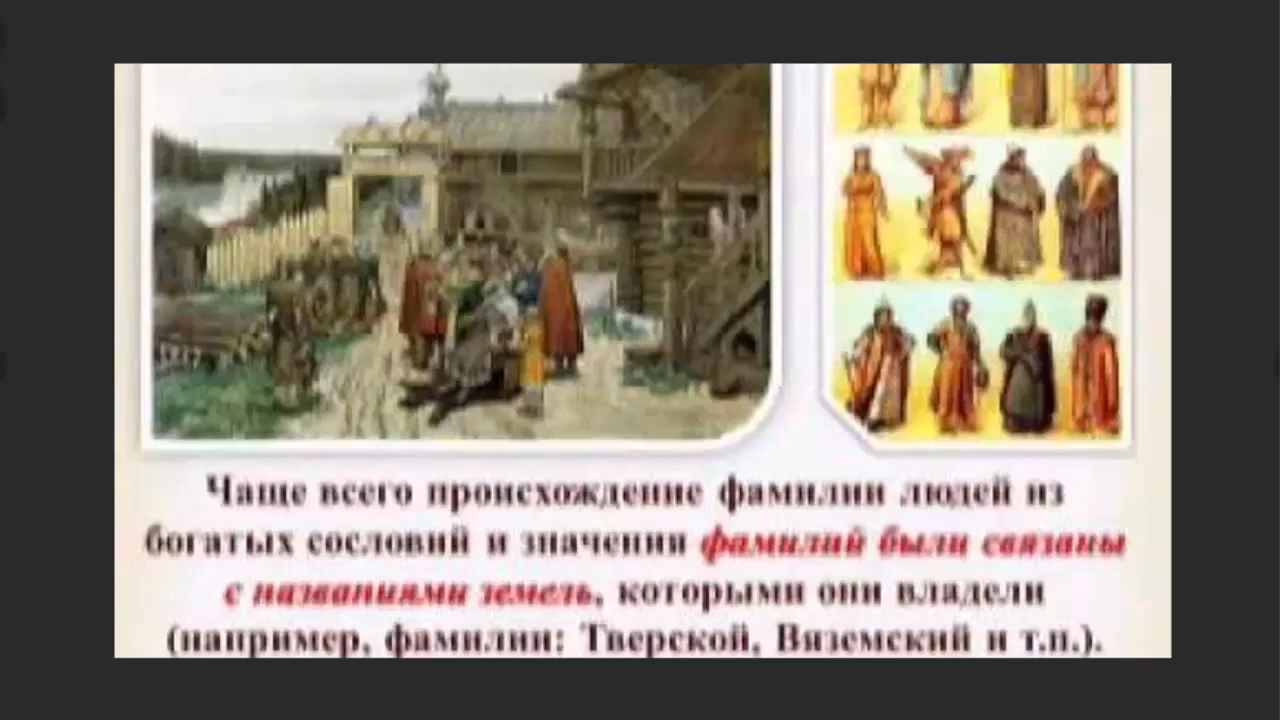 Чаще всего происхождение фамилии людей из
богатых сословий и значения фамилий были связаны
с названиями земель, которыми они владели
(например, фамилии: Тверской, Вяземский и т.п.).